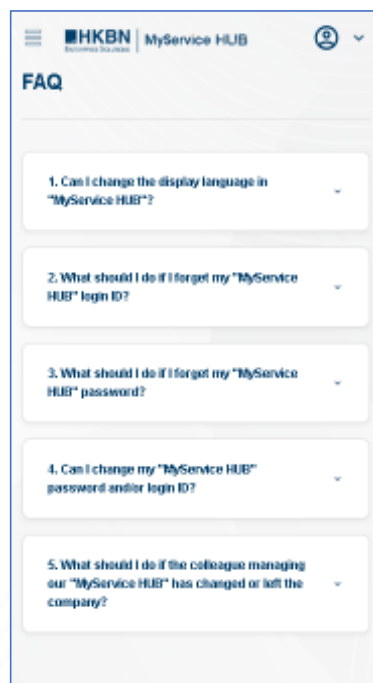 HKBN MyService HUB
Business Solutions
FAQ
1. Can I change the display language in
"MyService HUB"?
2. What should I do if I forget my "MyService
HUB" login ID?
3. What should I do if I forget my "MyService
HUB" password?
4. Can I change my "MyService HUB"
password and/or login ID?
5. What should I do if the colleague managing
our "MyService HUB" has changed or left the
company?